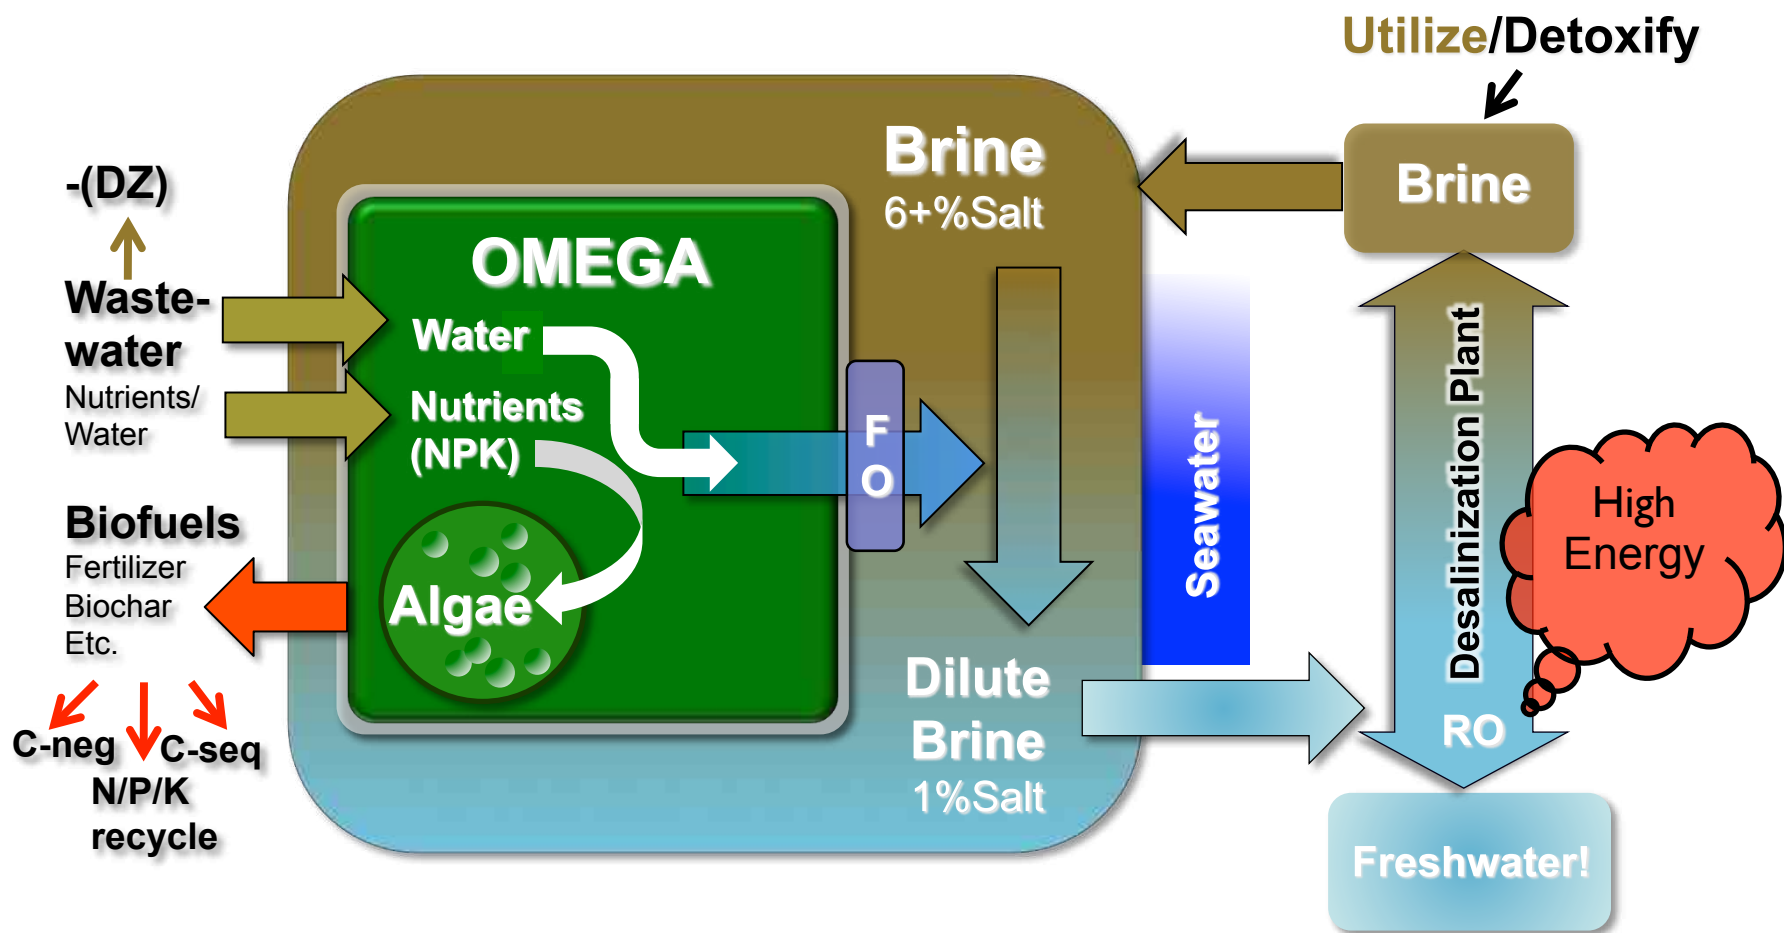 Utilize/Detoxify
-(DZ)
Waste-
water
Nutrients/
Water
Biofuels
Fertilizer
Biochar
Etc.
C-neg
C-seq
N/P/K
recycle
OMEGA
Water
Nutrients
(NPK)
Algae
F
O
Brine
6+%Salt
Dilute
Brine
1%Salt
Seawater
Brine
Desalinization Plant
RO
High
Energy
Freshwater!